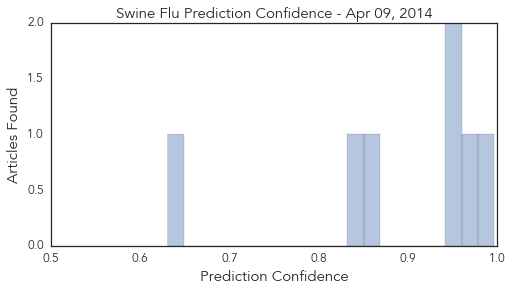 Swine Flu Prediction Confidence - Apr 09, 2014
2.0
1.5
1.0
0.5
0.0
Articles Found
0.5 0.6 0.7 0.8 0.9 1.0
Prediction Confidence